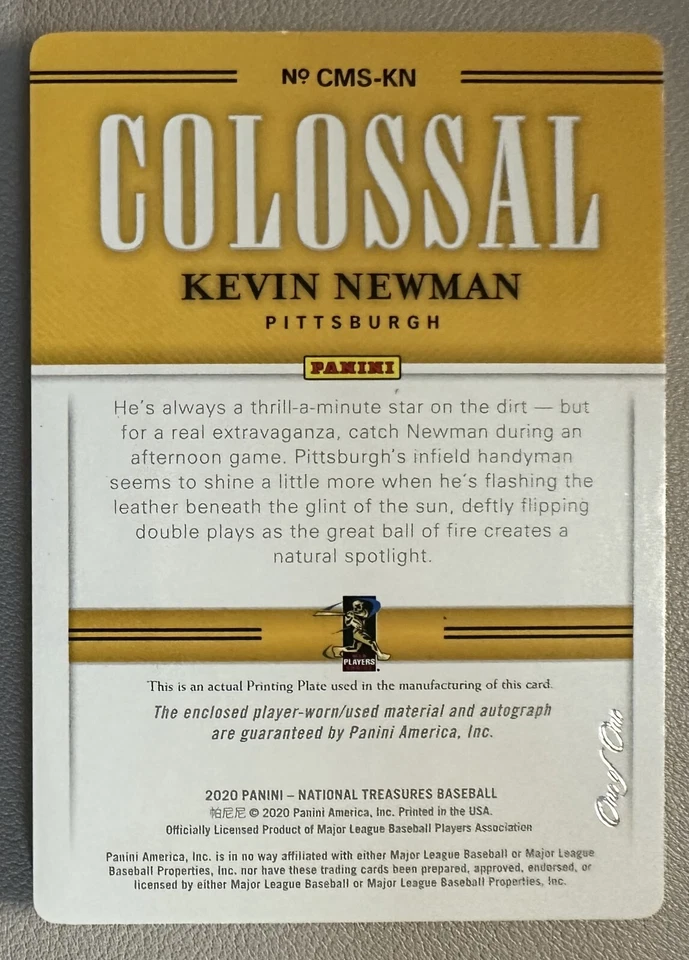 Nº CMS-KN
COLOSSAL
KEVIN NEWMAN
PITTSBURGH
PANINI
He's always a thrill-a-minute star on the dirt — but
for a real extravaganza, catch Newman during an
afternoon game. Pittsburgh's infield handyman
seems to shine a little more when he's flashing the
leather beneath the glint of the sun, deftly flipping
double plays as the great ball of fire creates a
natural spotlight.
PLAYERS
This is an actual Printing Plate used in the manufacturing of this card.
The enclosed player-worn/used material and autograph
are guaranteed by Panini America, Inc.
One of One
2020 PANINI – NATIONAL TREASURES BASEBALL
帕尼尼 © 2020 Panini America, Inc. Printed in the USA.
Officially Licensed Product of Major League Baseball Players Association
Panini America, Inc. is in no way affiliated with either Major League Baseball or Major League
Baseball Properties, Inc. nor have these trading cards been prepared, approved, endorsed, or
licensed by either Major League Baseball or Major League Baseball Properties, Inc.